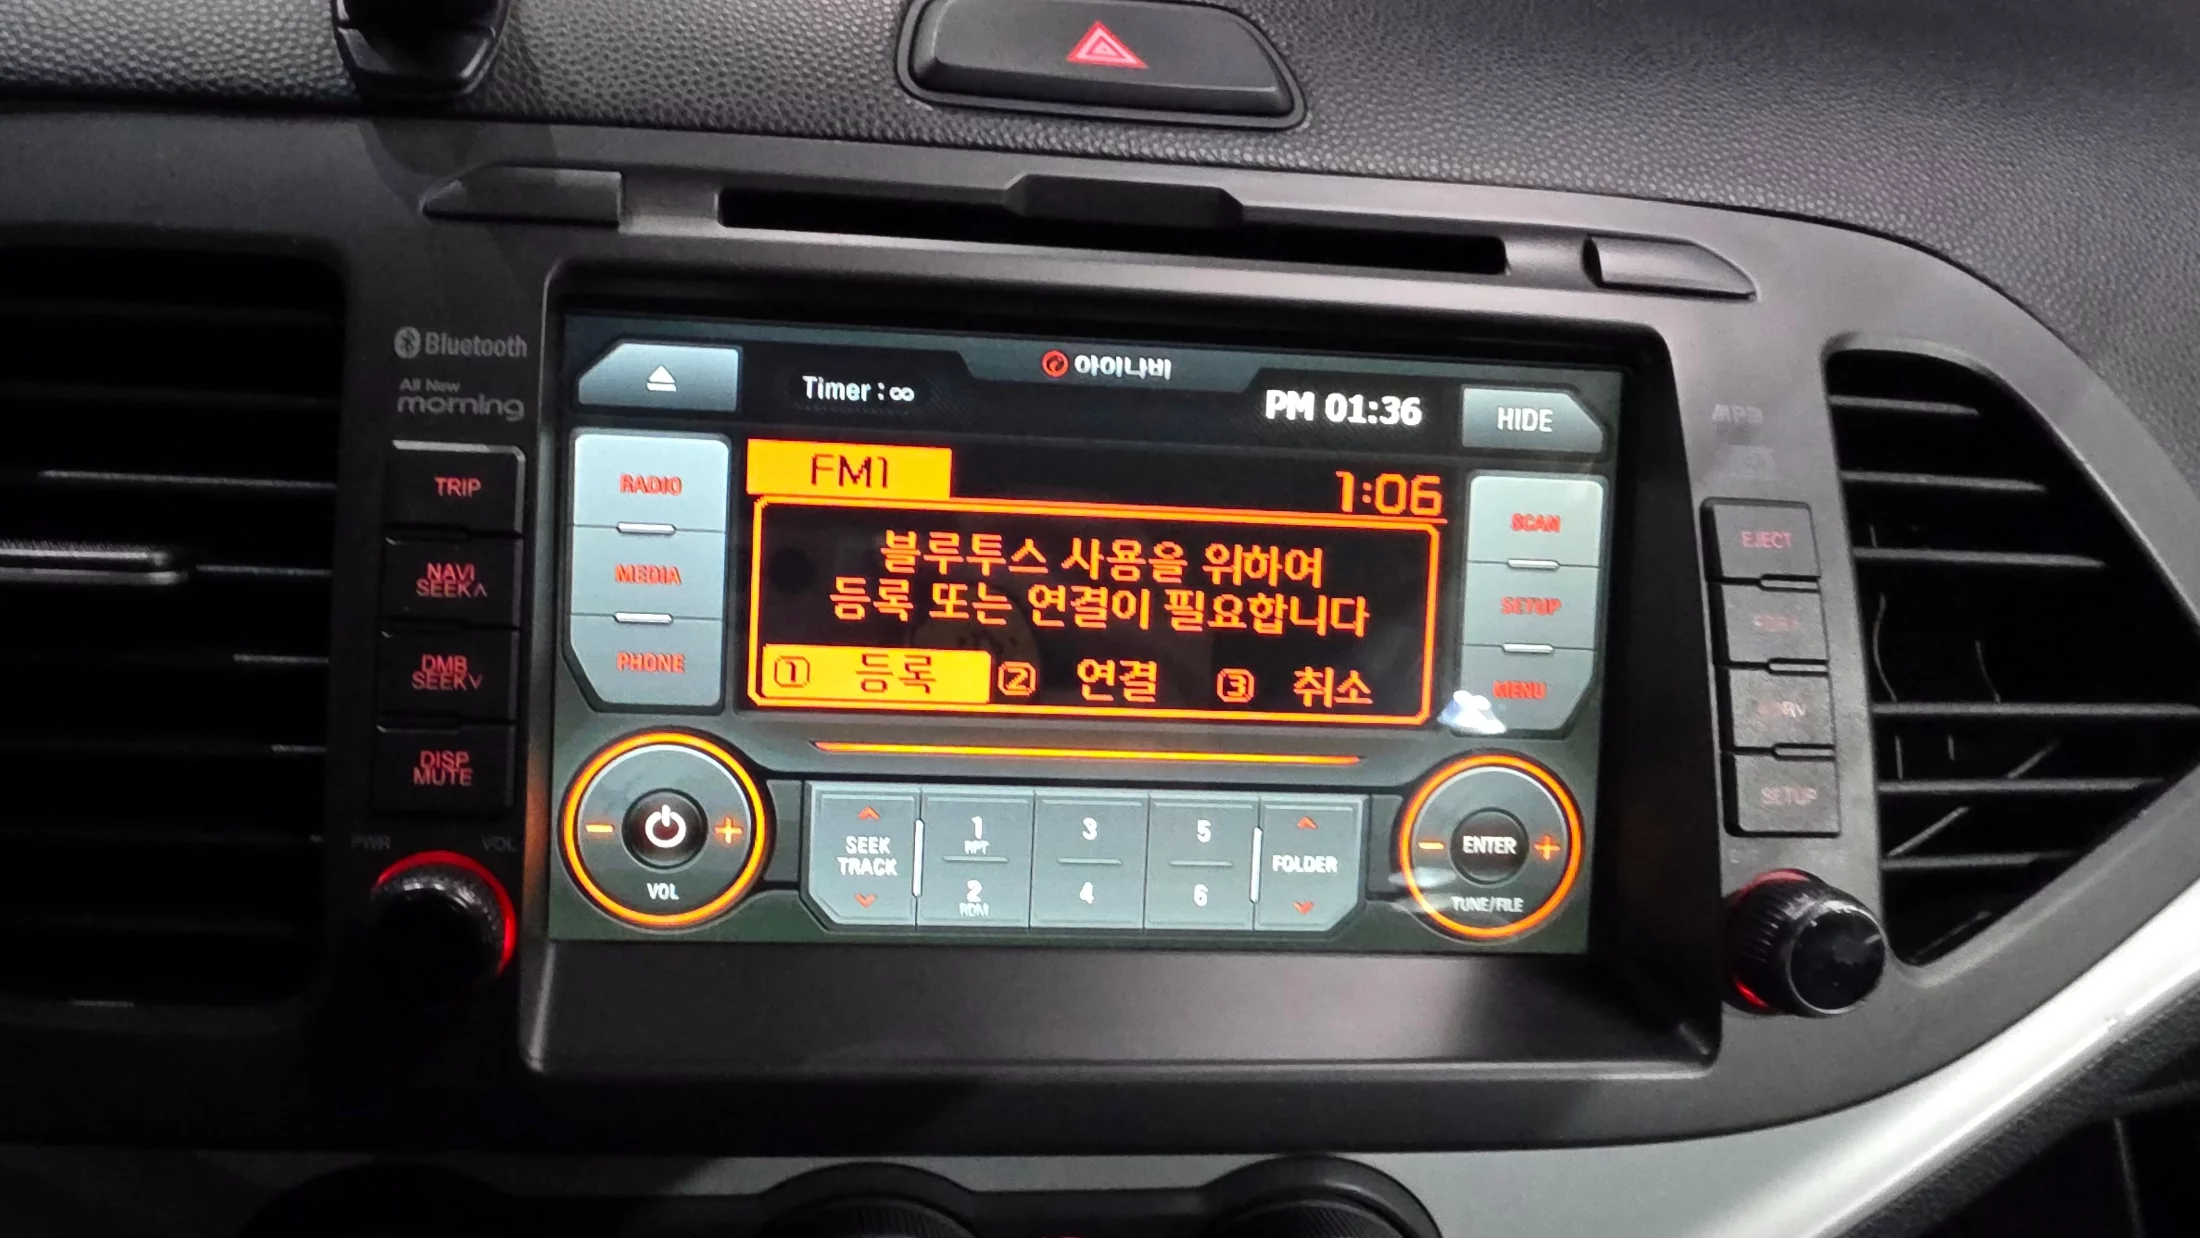 Bluetooth
All New
morning
TRIP
NAVI
SEEK∧
DMB
SEEK∨
DISP
MUTE
PWR
VOL
아이나비
Timer : ∞
PM 01:36
HIDE
RADIO
MEDIA
PHONE
FM1
1:06
블루투스 사용을 위하여
등록 또는 연결이 필요합니다
1 등록 2 연결 3 취소
SCAN
SETUP
MENU
VOL
SEEK
TRACK
1
RPT
2
RDM
3
4
5
6
FOLDER
ENTER
TUNE/FILE
MP3
EJECT
SETUP